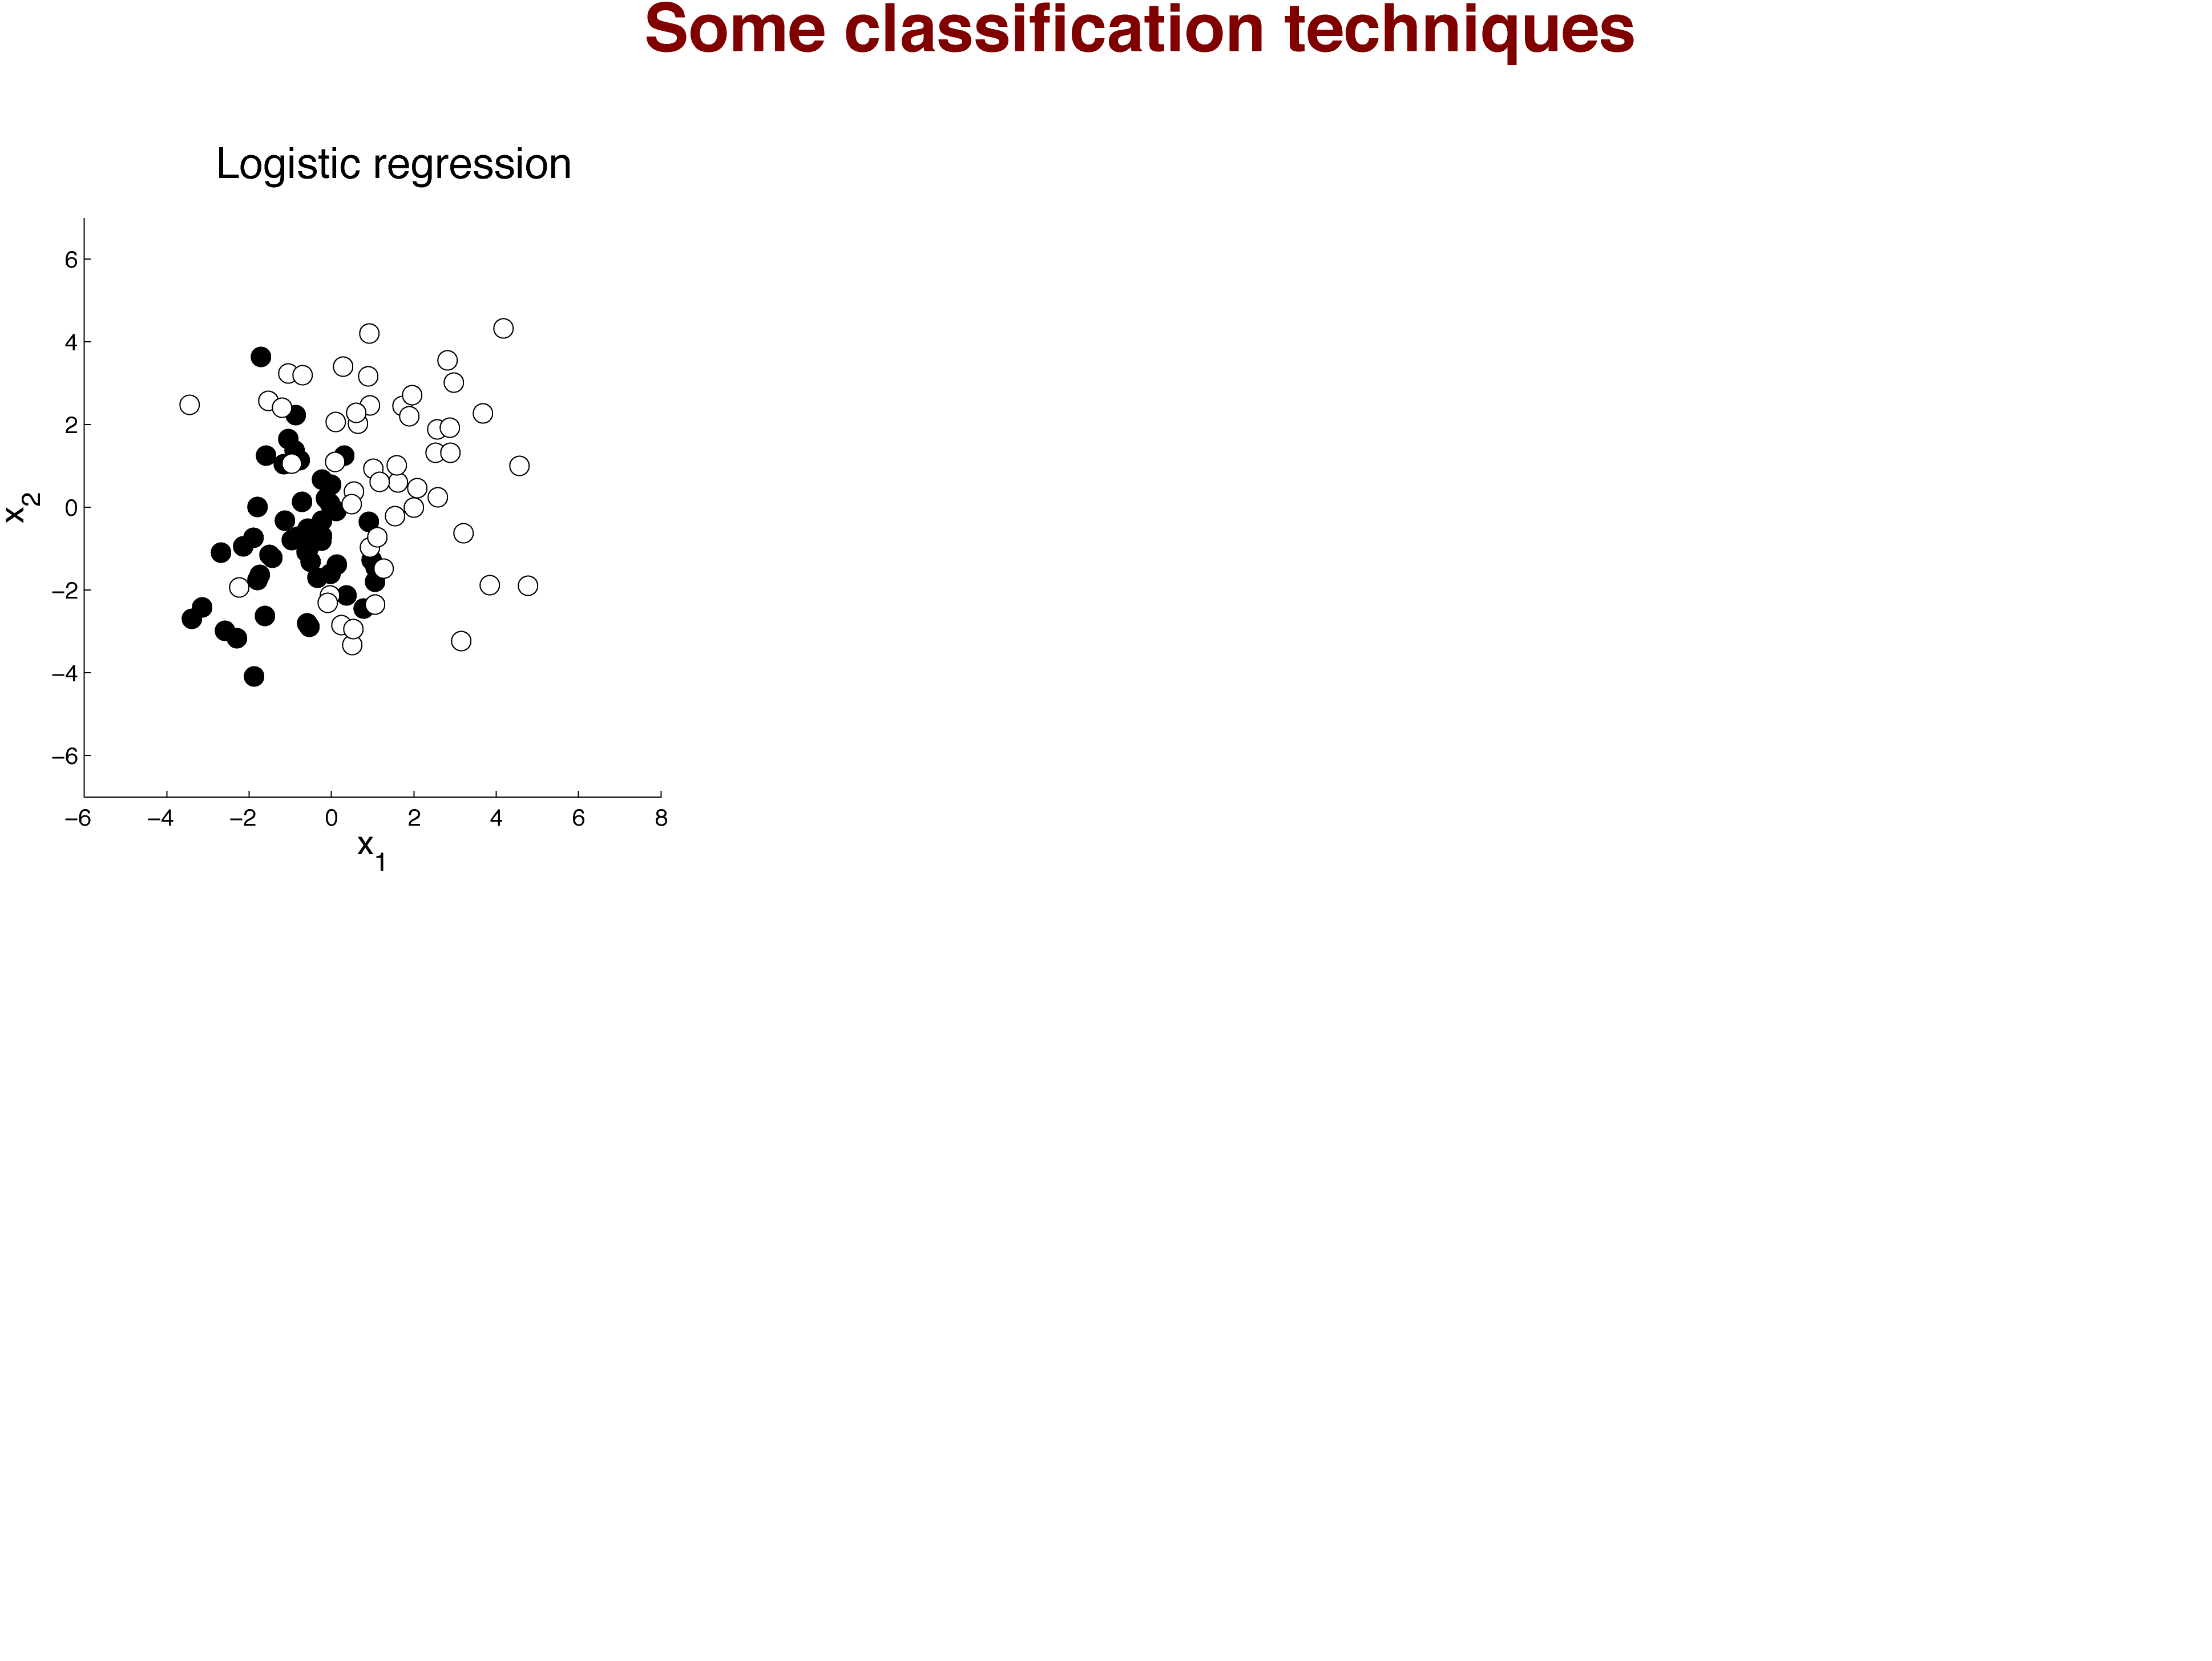 Some classification techniques
Logistic regression
6
4
2
0
−2
−4
−6
x2
−6 −4 −2 0 2 4 6 8
x1